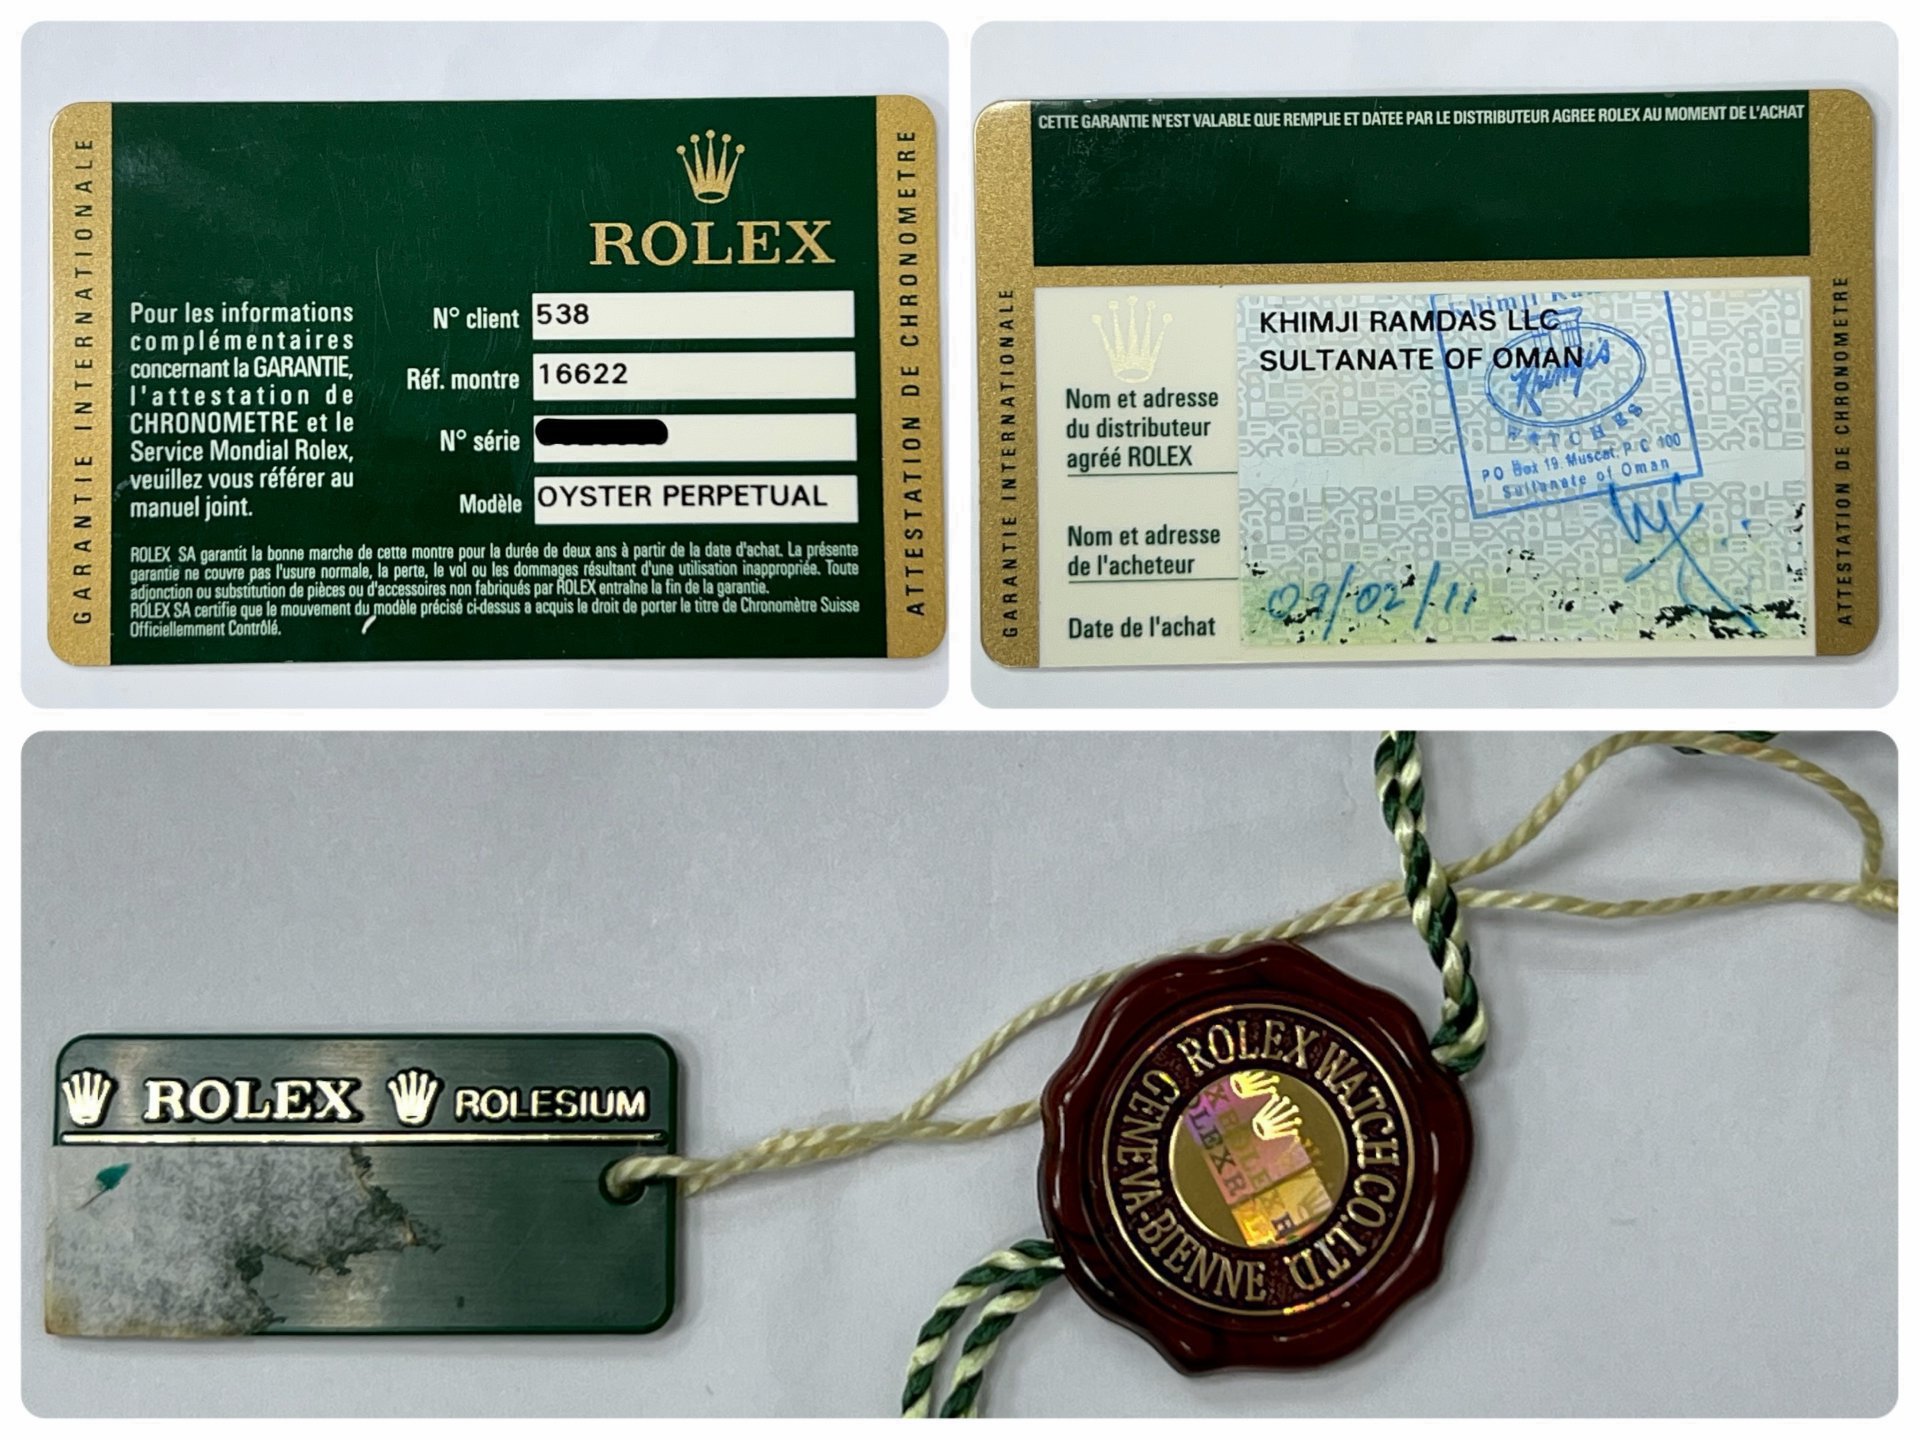 GARANTIE INTERNATIONALE
ROLEX
ATTESTATION DE CHRONOMETRE
Pour les informations
complémentaires
concernant la GARANTIE,
l'attestation de
CHRONOMETRE et le
Service Mondial Rolex,
veuillez vous référer au
manuel joint.
N° client 538
Réf. montre 16622
N° série
Modèle OYSTER PERPETUAL
ROLEX SA garantit la bonne marche de cette montre pour la durée de deux ans à partir de la date d'achat. La présente
garantie ne couvre pas l'usure normale, la perte, le vol ou les dommages résultant d'une utilisation inappropriée. Toute
adjonction ou substitution de pièces ou d'accessoires non fabriqués par ROLEX entraîne la fin de la garantie.
ROLEX SA certifie que le mouvement du modèle précisé ci-dessus a acquis le droit de porter le titre de Chronomètre Suisse
Officiellemment Contrôlé.
CETTE GARANTIE N'EST VALABLE QUE REMPLIE ET DATEE PAR LE DISTRIBUTEUR AGREE ROLEX AU MOMENT DE L'ACHAT
GARANTIE INTERNATIONALE
ATTESTATION DE CHRONOMETRE
KHIMJI RAMDAS LLC
SULTANATE OF OMAN
Khimji
Khimjis
WATCHES
PO Box 19, Muscat, P C 100
Sultanate of Oman
Nom et adresse
du distributeur
agréé ROLEX
Nom et adresse
de l'acheteur
Date de l'achat
09/02/11
ROLEX ROLESIUM
ROLEX WATCH CO. LTD
GENEVA·BIENNE